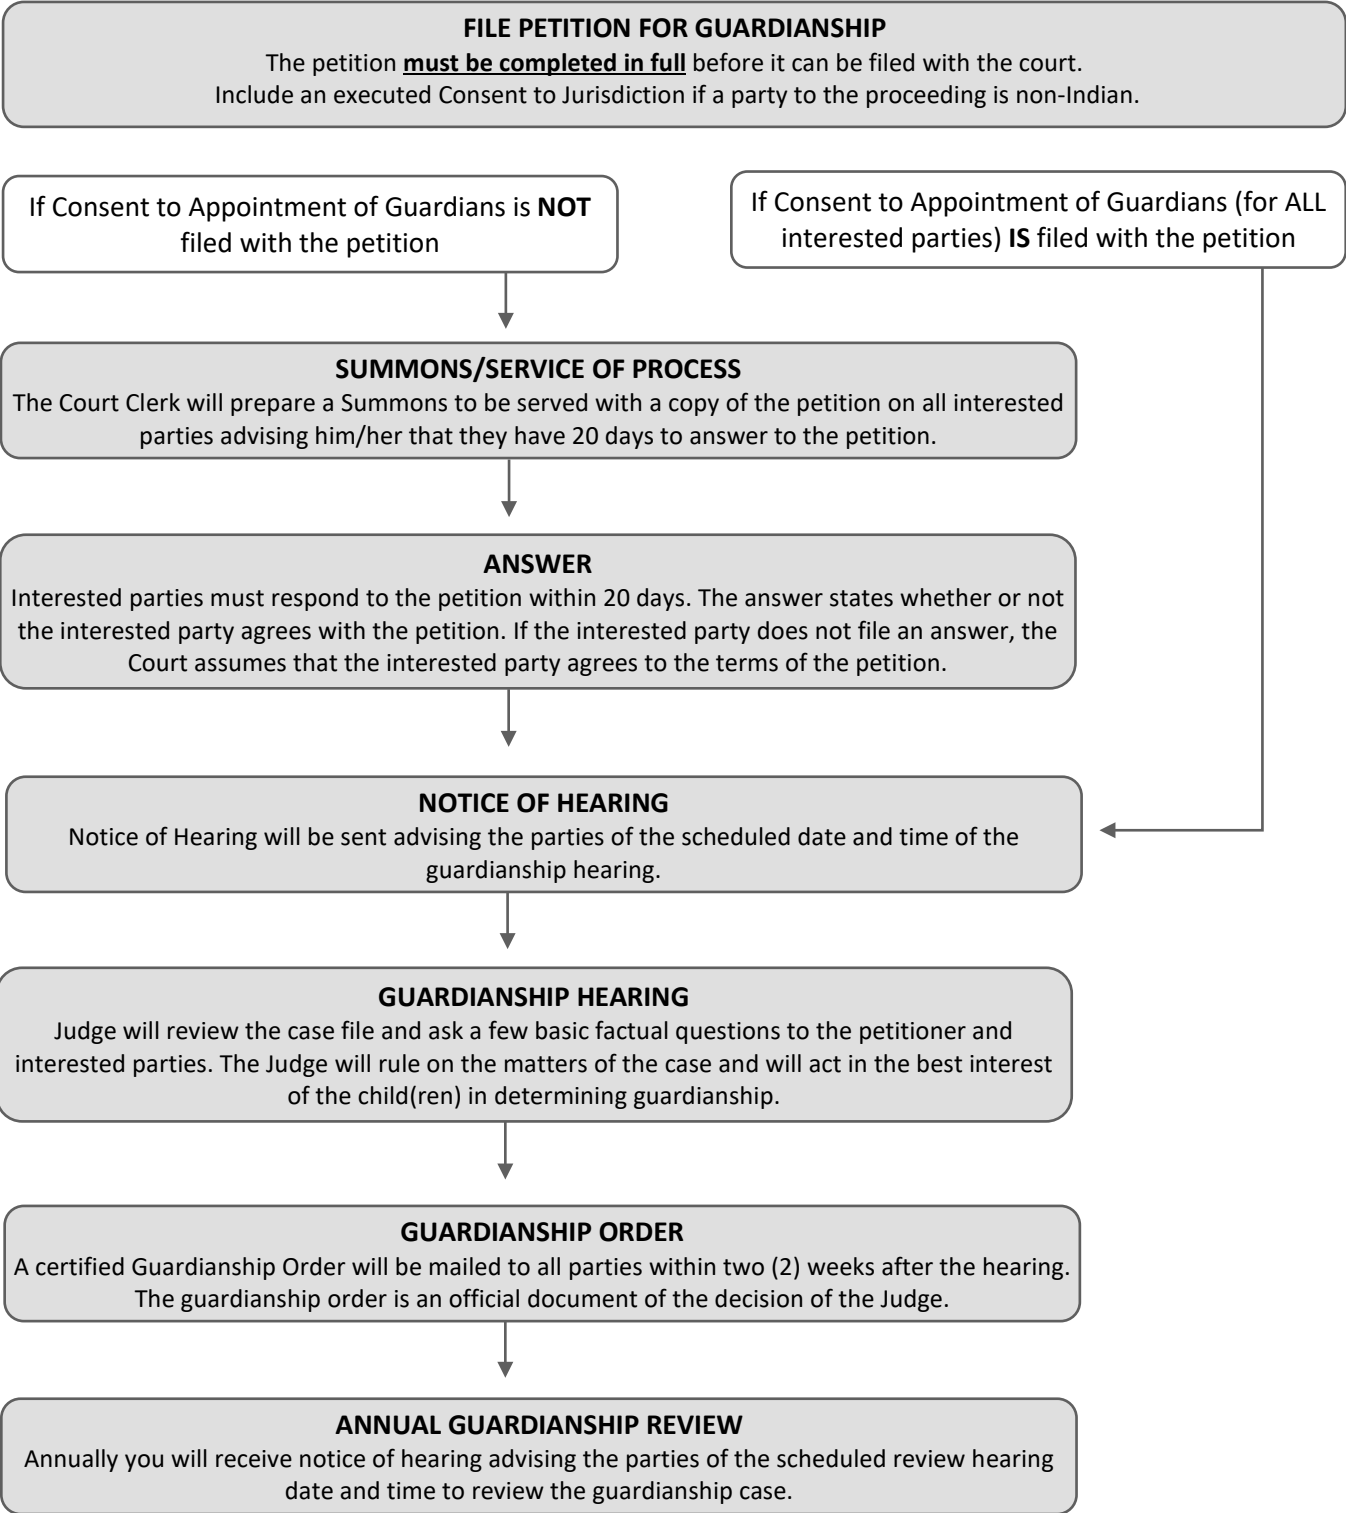 FILE PETITION FOR GUARDIANSHIP
The petition must be completed in full before it can be filed with the court.
Include an executed Consent to Jurisdiction if a party to the proceeding is non-Indian.
If Consent to Appointment of Guardians is NOT
filed with the petition
If Consent to Appointment of Guardians (for ALL
interested parties) IS filed with the petition
SUMMONS/SERVICE OF PROCESS
The Court Clerk will prepare a Summons to be served with a copy of the petition on all interested
parties advising him/her that they have 20 days to answer to the petition.
ANSWER
Interested parties must respond to the petition within 20 days. The answer states whether or not
the interested party agrees with the petition. If the interested party does not file an answer, the
Court assumes that the interested party agrees to the terms of the petition.
NOTICE OF HEARING
Notice of Hearing will be sent advising the parties of the scheduled date and time of the
guardianship hearing.
GUARDIANSHIP HEARING
Judge will review the case file and ask a few basic factual questions to the petitioner and
interested parties. The Judge will rule on the matters of the case and will act in the best interest
of the child(ren) in determining guardianship.
GUARDIANSHIP ORDER
A certified Guardianship Order will be mailed to all parties within two (2) weeks after the hearing.
The guardianship order is an official document of the decision of the Judge.
ANNUAL GUARDIANSHIP REVIEW
Annually you will receive notice of hearing advising the parties of the scheduled review hearing
date and time to review the guardianship case.